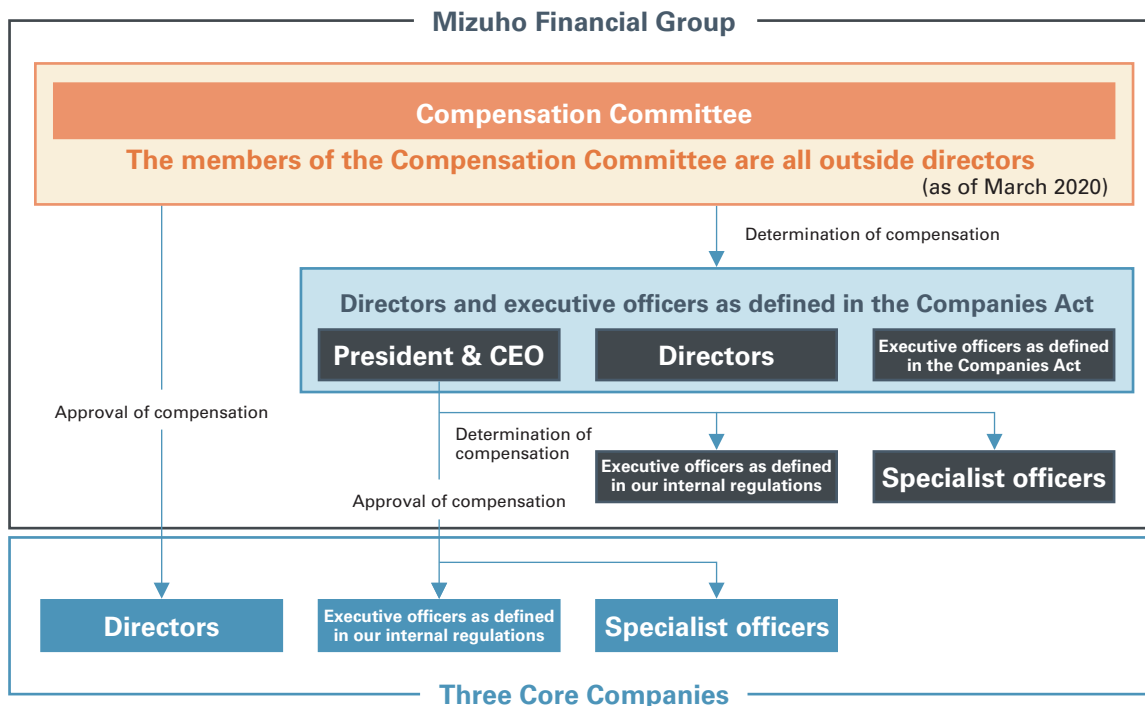 Mizuho Financial Group
Compensation Committee
The members of the Compensation Committee are all outside directors
(as of March 2020)
Determination of compensation
Directors and executive officers as defined in the Companies Act
President & CEO
Directors
Executive officers as defined
in the Companies Act
Approval of compensation
Determination of
compensation
Executive officers as defined
in our internal regulations
Specialist officers
Approval of compensation
Directors
Executive officers as defined
in our internal regulations
Specialist officers
Three Core Companies